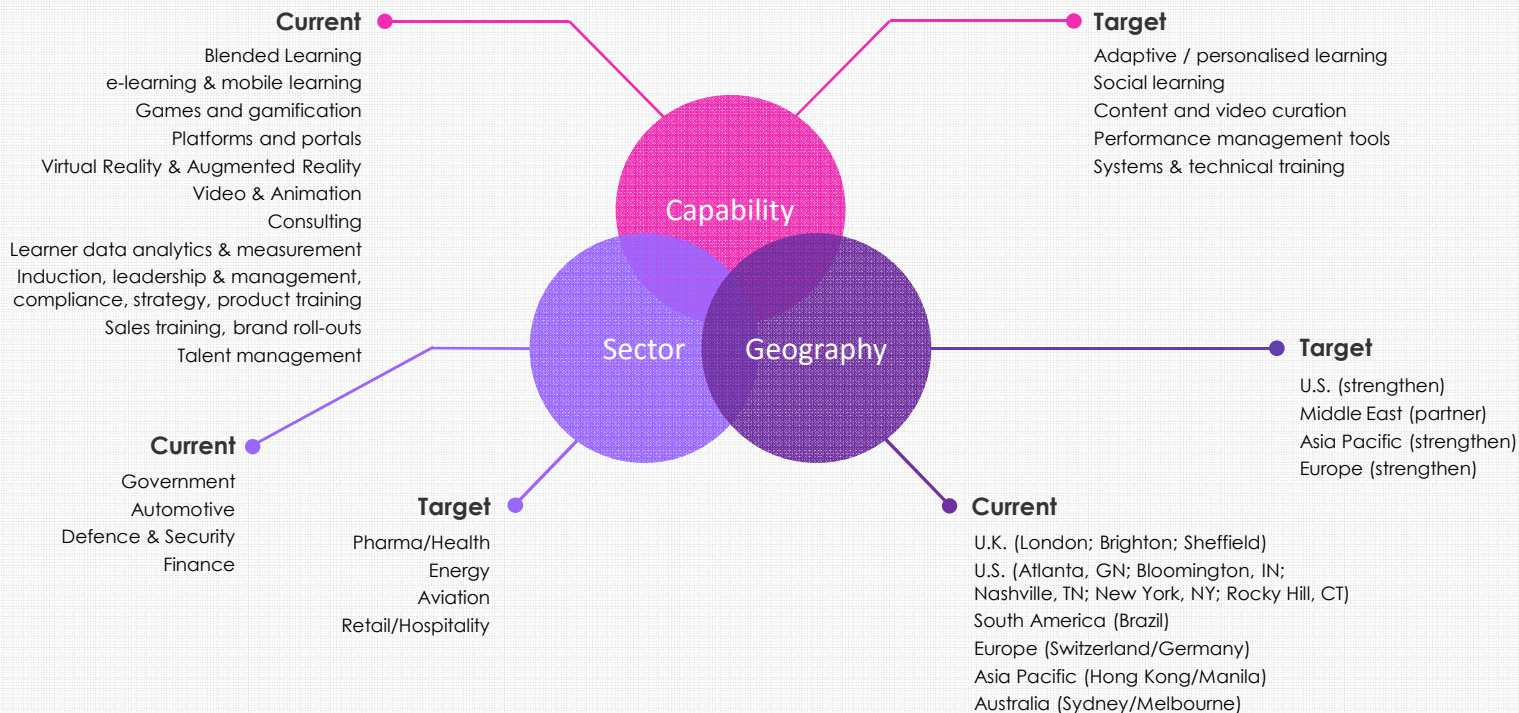 Current
Blended Learning
e-learning & mobile learning
Games and gamification
Platforms and portals
Virtual Reality & Augmented Reality
Video & Animation
Consulting
Learner data analytics & measurement
Induction, leadership & management,
compliance, strategy, product training
Sales training, brand roll-outs
Talent management
Target
Adaptive / personalised learning
Social learning
Content and video curation
Performance management tools
Systems & technical training
Capability
Sector
Geography
Current
Government
Automotive
Defence & Security
Finance
Target
Pharma/Health
Energy
Aviation
Retail/Hospitality
Target
U.S. (strengthen)
Middle East (partner)
Asia Pacific (strengthen)
Europe (strengthen)
Current
U.K. (London; Brighton; Sheffield)
U.S. (Atlanta, GN; Bloomington, IN;
Nashville, TN; New York, NY; Rocky Hill, CT)
South America (Brazil)
Europe (Switzerland/Germany)
Asia Pacific (Hong Kong/Manila)
Australia (Sydney/Melbourne)